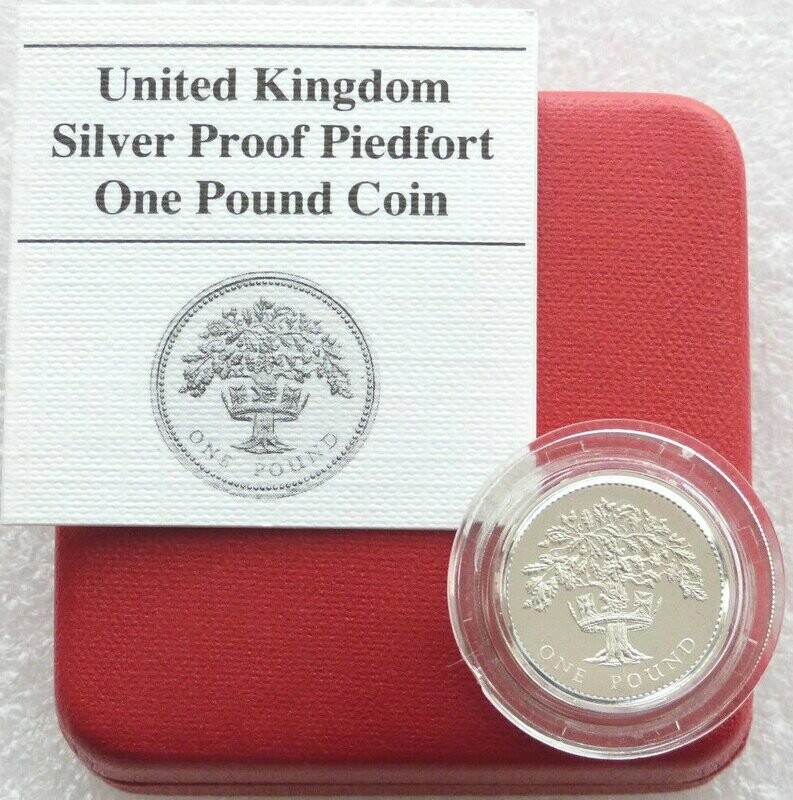 United Kingdom
Silver Proof Piedfort
One Pound Coin
ONE POUND
ONE POUND